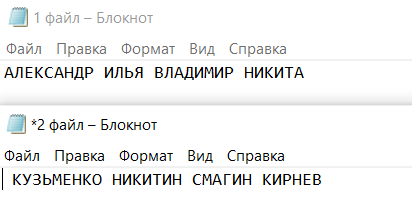 1 файл – Блокнот
Файл Правка Формат Вид Справка
АЛЕКСАНДР ИЛЬЯ ВЛАДИМИР НИКИТА
*2 файл – Блокнот
Файл Правка Формат Вид Справка
КУЗЬМЕНКО НИКИТИН СМАГИН КИРНЕВ